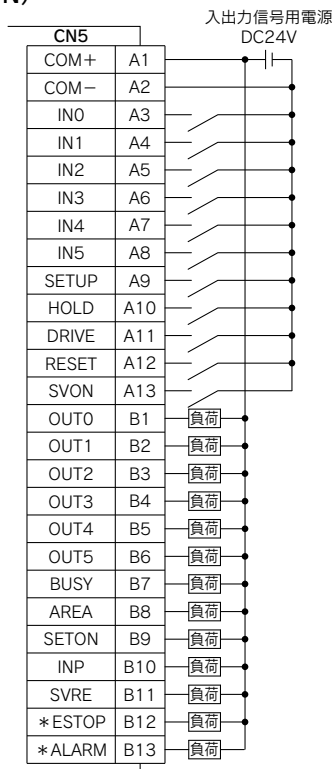 N)
入出力信号用電源
DC24V
CN5
COM+ A1
COM- A2
IN0 A3
IN1 A4
IN2 A5
IN3 A6
IN4 A7
IN5 A8
SETUP A9
HOLD A10
DRIVE A11
RESET A12
SVON A13
OUT0 B1 負荷
OUT1 B2 負荷
OUT2 B3 負荷
OUT3 B4 負荷
OUT4 B5 負荷
OUT5 B6 負荷
BUSY B7 負荷
AREA B8 負荷
SETON B9 負荷
INP B10 負荷
SVRE B11 負荷
*ESTOP B12 負荷
*ALARM B13 負荷